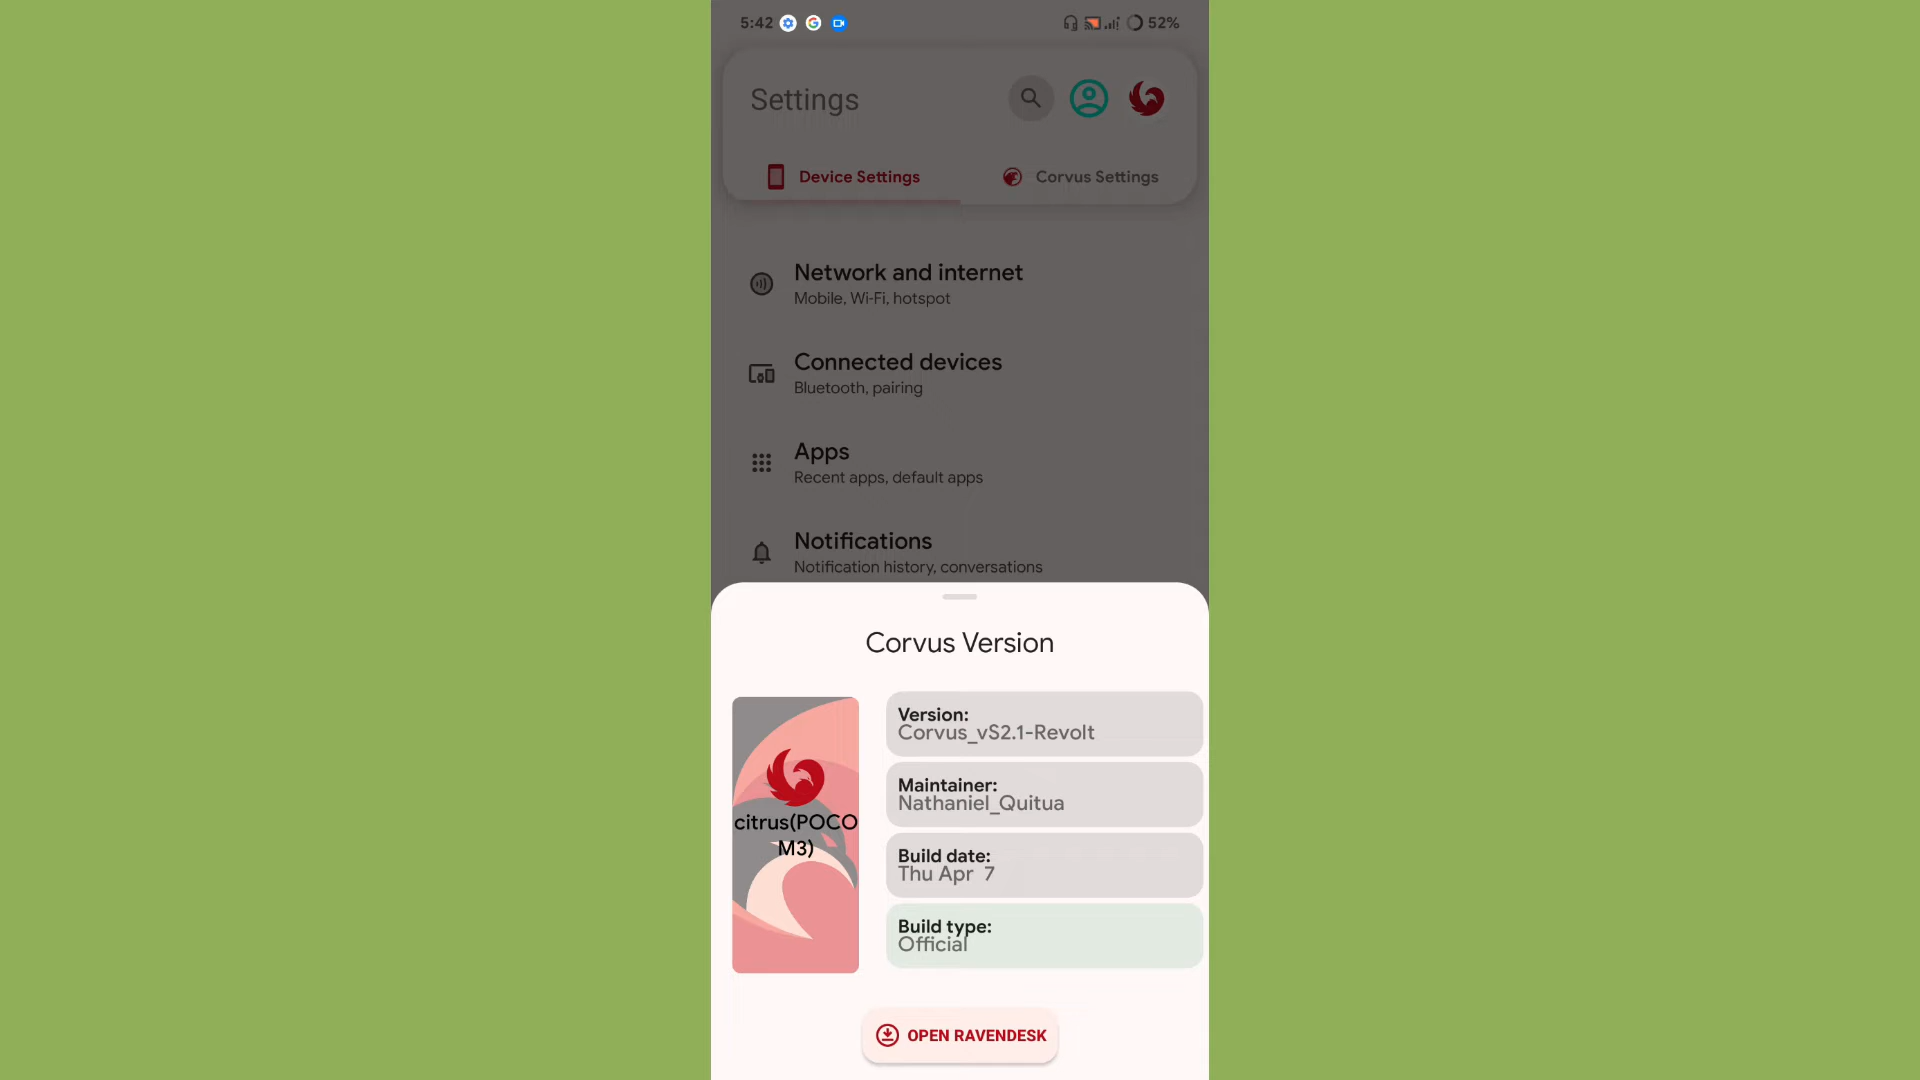 5:42
52%
Settings
Device Settings
Corvus Settings
Network and internet
Mobile, Wi-Fi, hotspot
Connected devices
Bluetooth, pairing
Apps
Recent apps, default apps
Notifications
Notification history, conversations
Corvus Version
citrus(POCO
M3)
Version:
Corvus_vS2.1-Revolt
Maintainer:
Nathaniel_Quitua
Build date:
Thu Apr  7
Build type:
Official
OPEN RAVENDESK